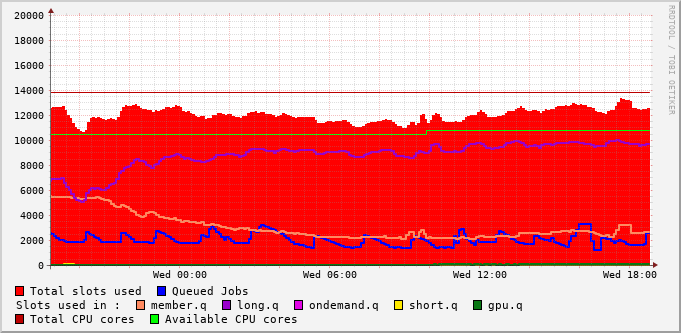 20000
18000
16000
14000
12000
10000
8000
6000
4000
2000
0
Wed 00:00 Wed 06:00 Wed 12:00 Wed 18:00
Total slots used Queued Jobs
Slots used in : member.q long.q ondemand.q short.q gpu.q
Total CPU cores Available CPU cores
RRDTOOL / TOBI OETIKER